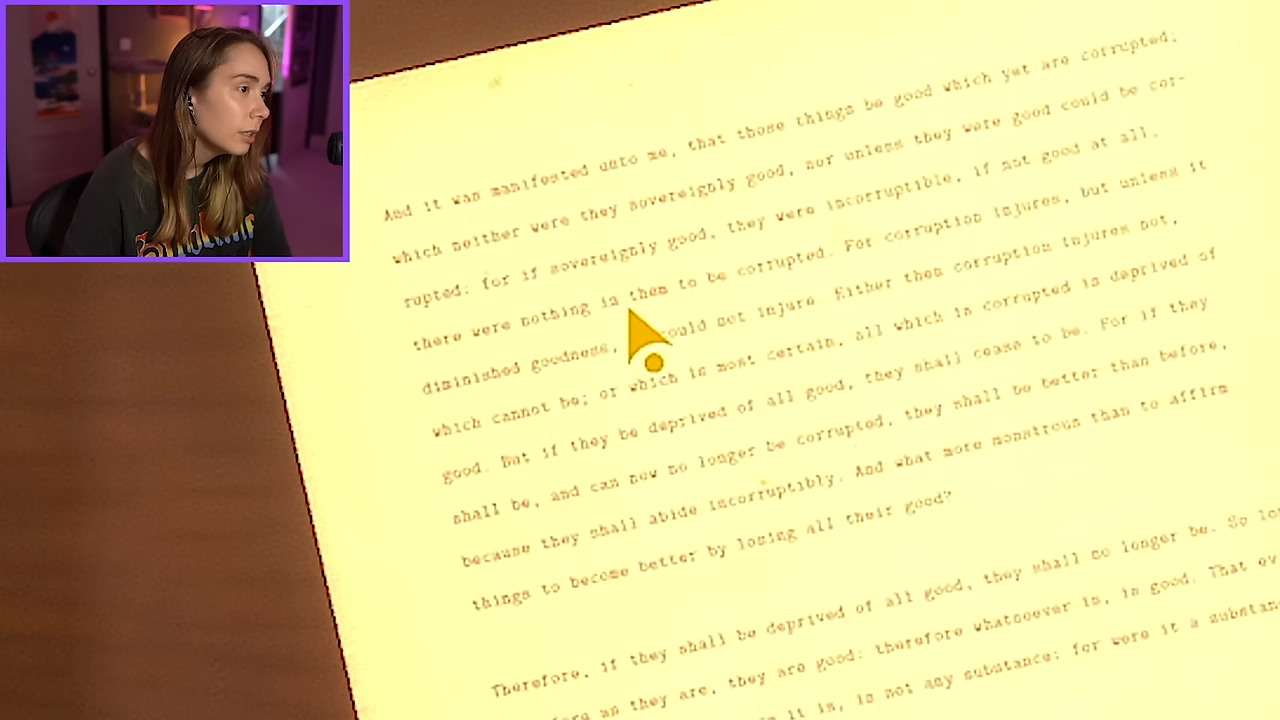 And it was manifested unto me, that those things be good which yet are corrupted;
which neither were they sovereignly good, nor unless they were good could be cor-
rupted: for if sovereignly good, they were incorruptible, if not good at all,
there were nothing in them to be corrupted. For corruption injures, but unless it
diminished goodness, could not injure. Either then corruption injures not,
which cannot be; or which is most certain, all which is corrupted is deprived of
good. But if they be deprived of all good, they shall cease to be. For if they
shall be, and can now no longer be corrupted, they shall be better than before,
because they shall abide incorruptibly. And what more monstrous than to affirm
things to become better by losing all their good?
Therefore, if they shall be deprived of all good, they shall no longer be. So
as they are, they are good: therefore whatsoever is, is good. That
it is, is not any substance: for were it a